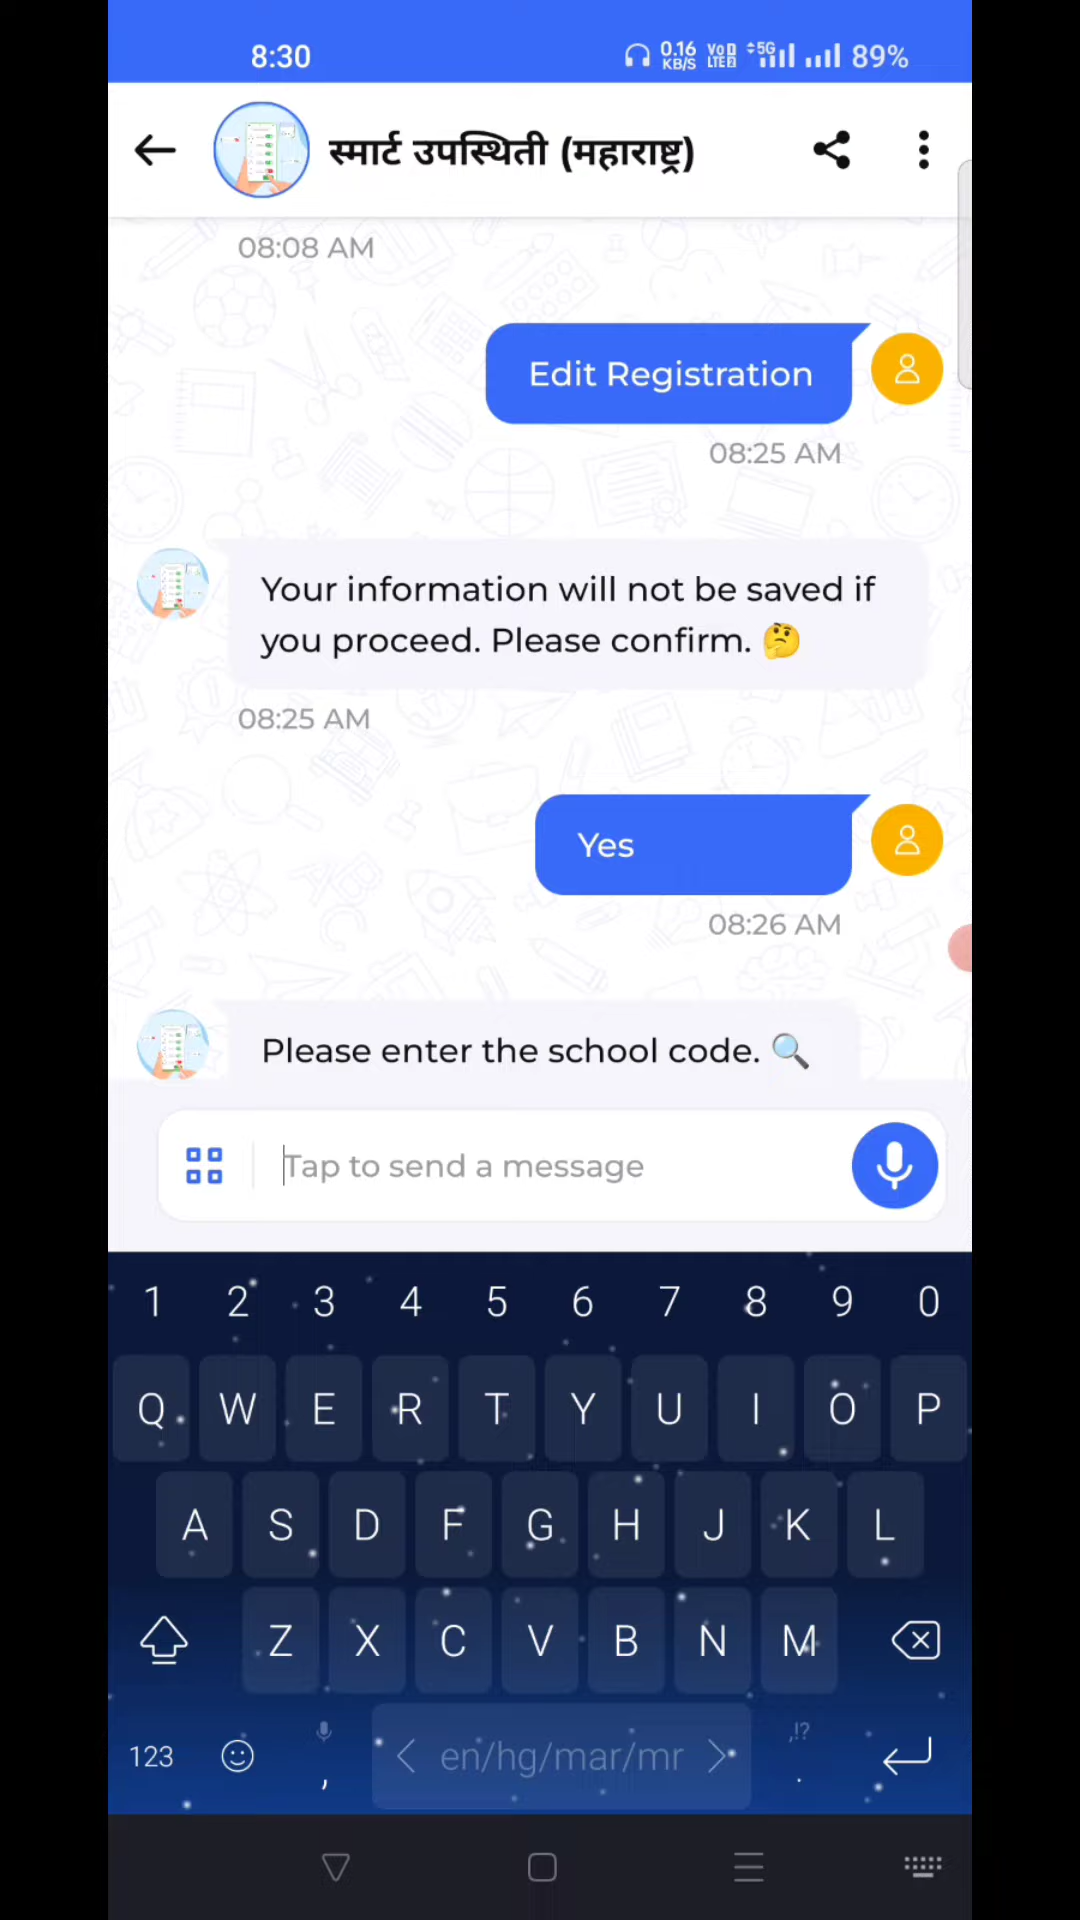 8:30
0.16 KB/S VoD LTE2 5G 89%
स्मार्ट उपस्थिती (महाराष्ट्र)
08:08 AM
Edit Registration
08:25 AM
Your information will not be saved if
you proceed. Please confirm. 🤔
08:25 AM
Yes
08:26 AM
Please enter the school code. 🔍
Tap to send a message
1 2 3 4 5 6 7 8 9 0
Q W E R T Y U I O P
A S D F G H J K L
Z X C V B N M
,!?
123 , < en/hg/mar/mr > .